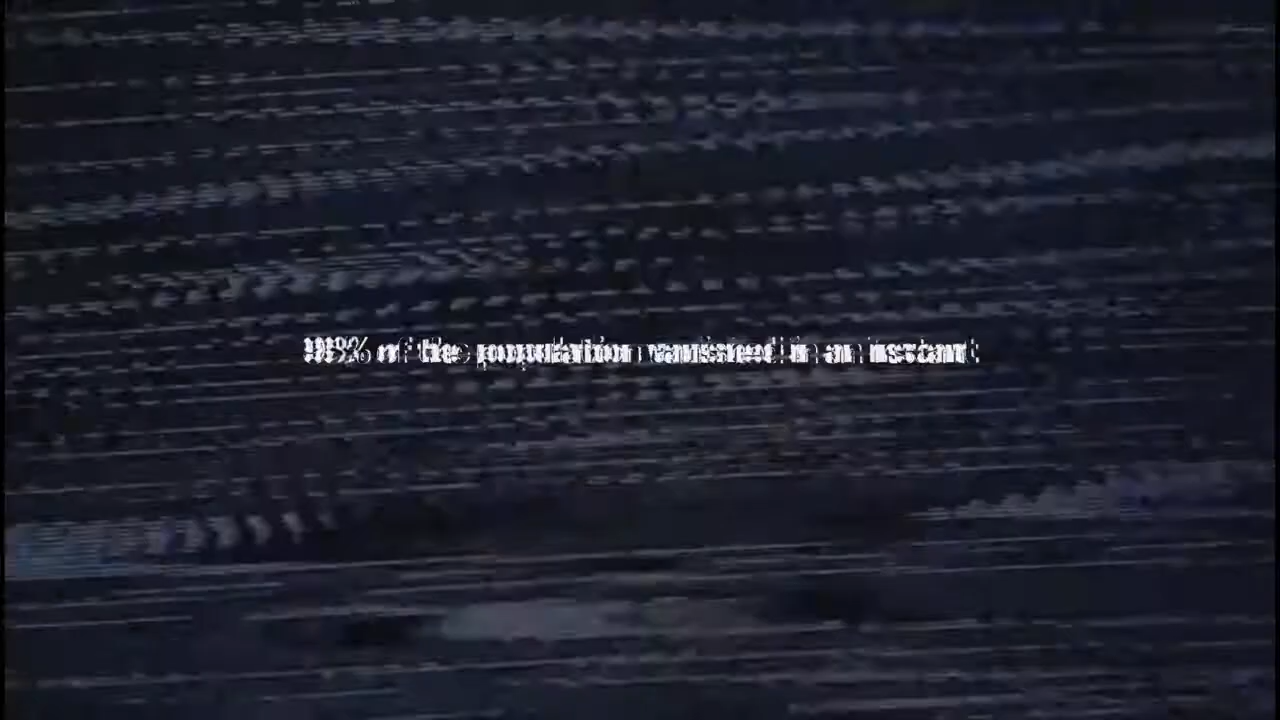 % of the population vanished in an instant